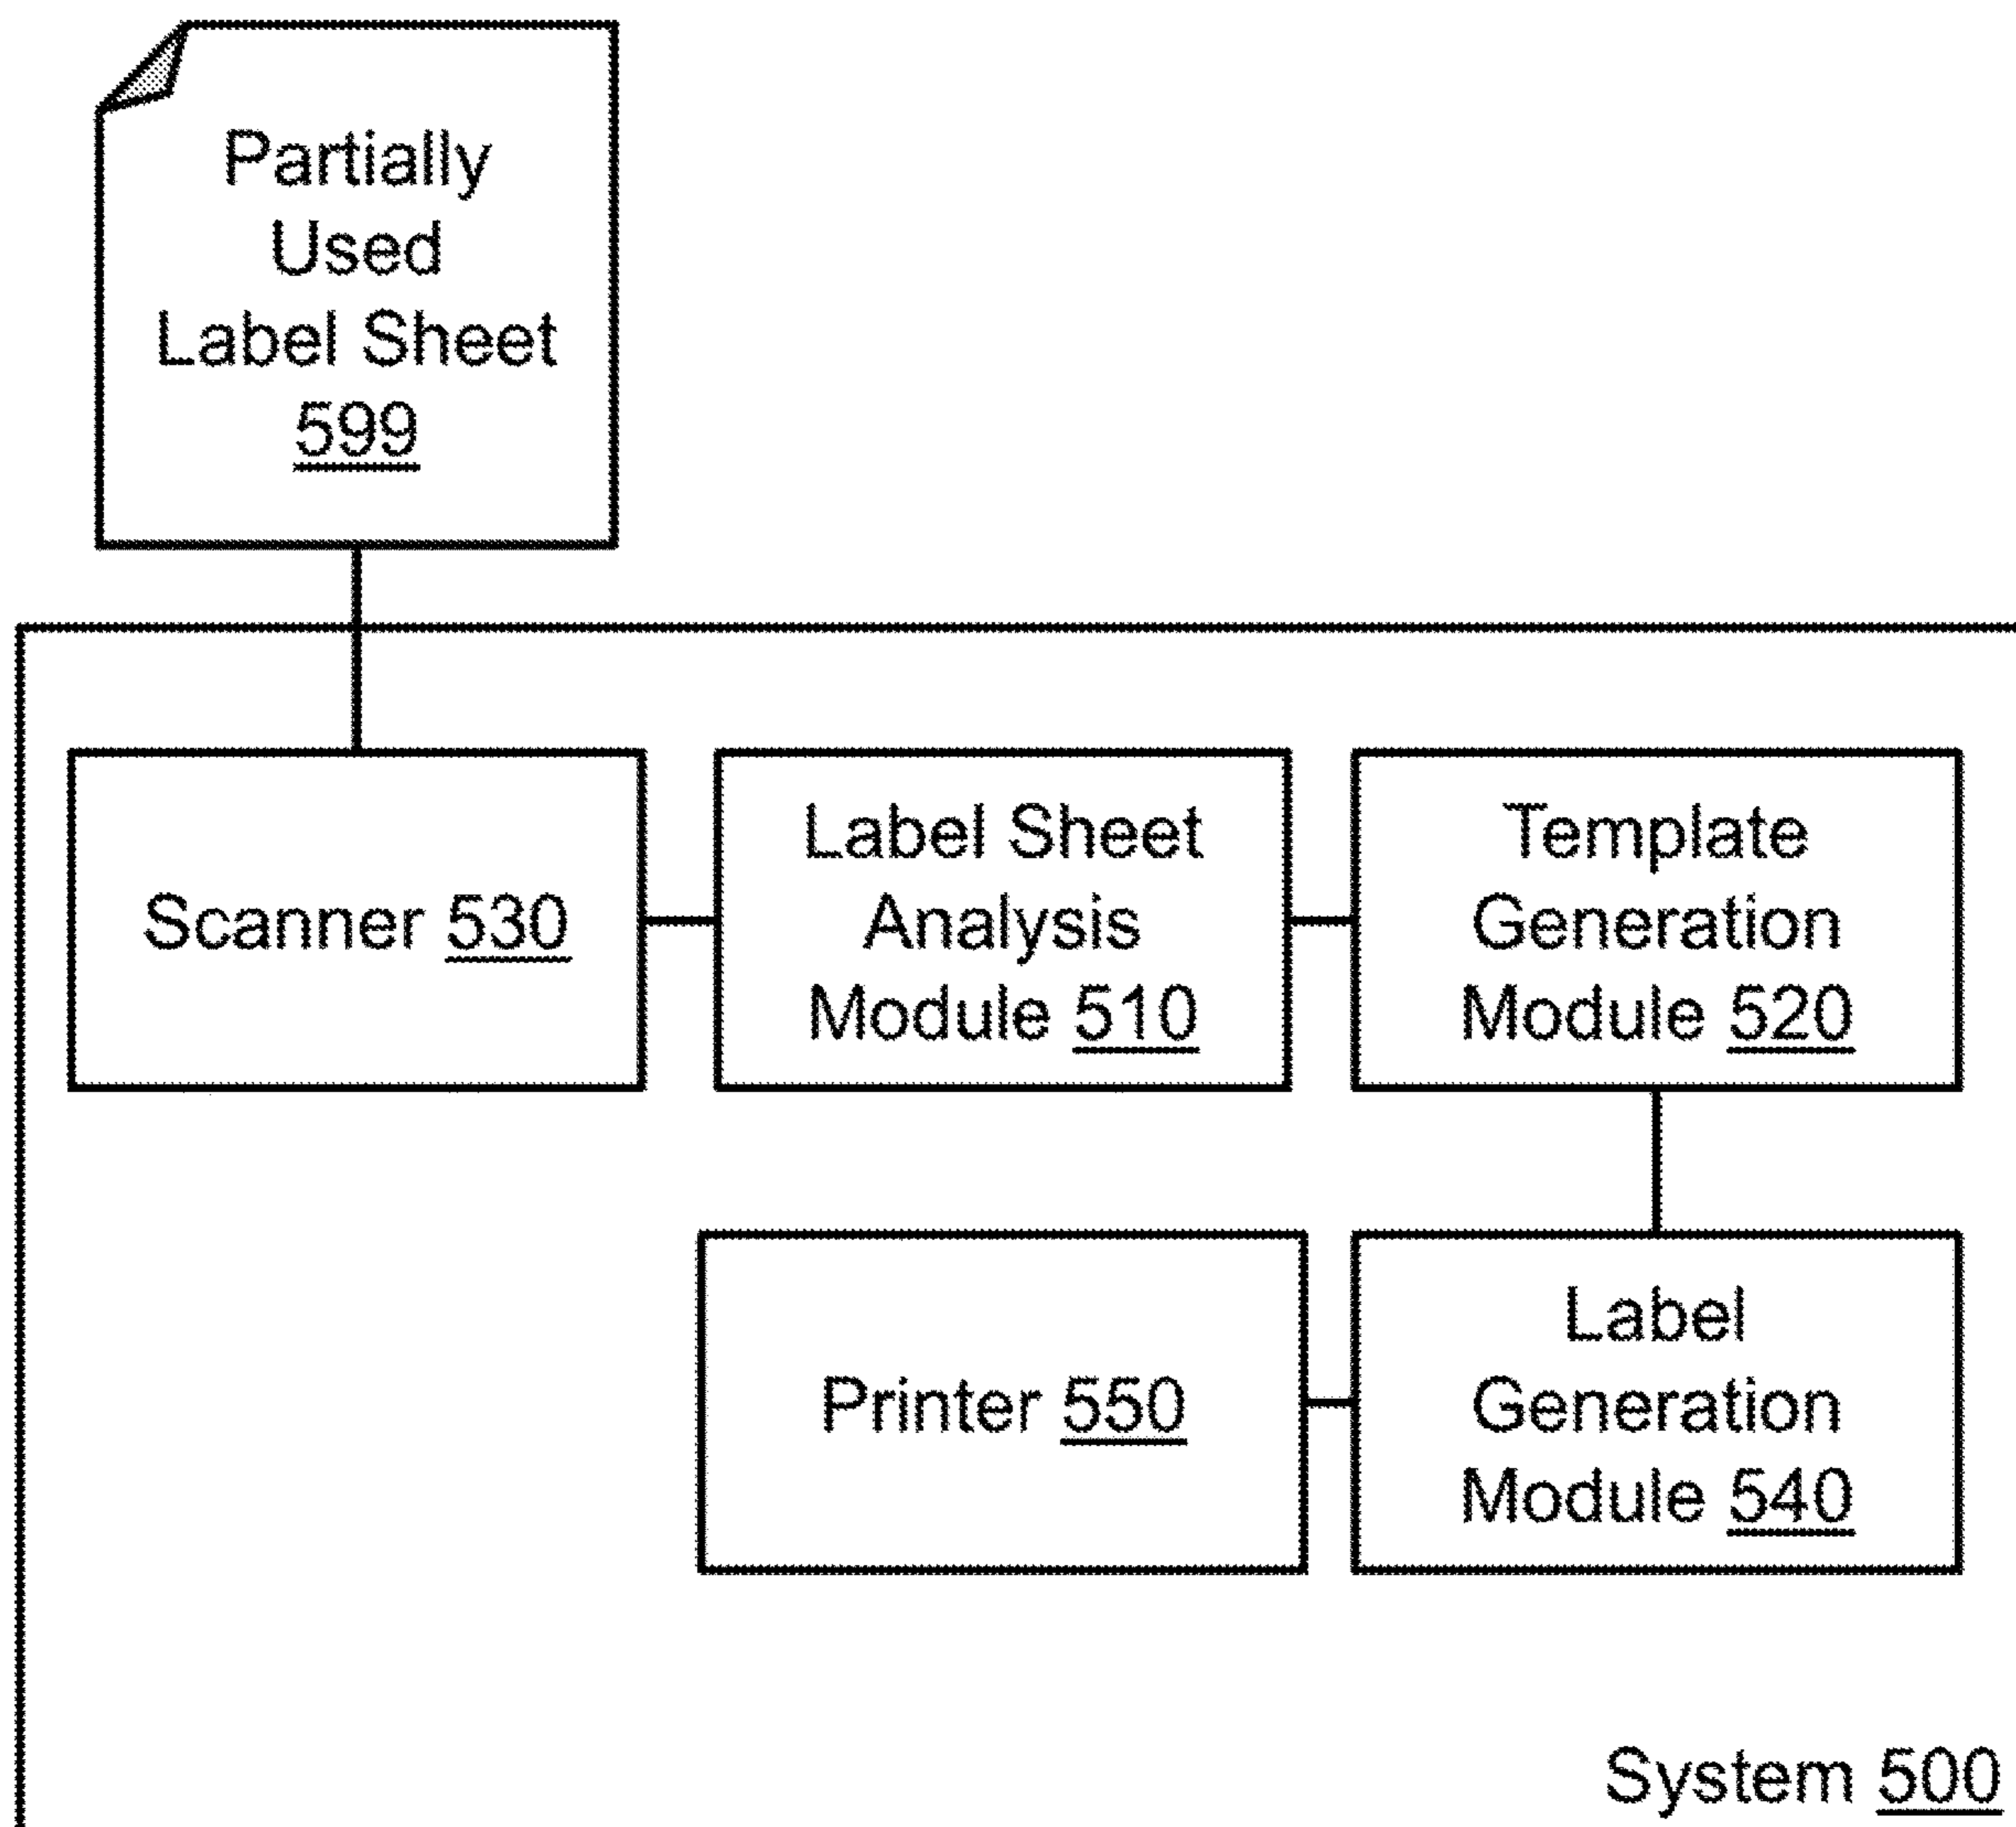 Partially
Used
Label Sheet
599
Scanner 530
Label Sheet
Analysis
Module 510
Template
Generation
Module 520
Printer 550
Label
Generation
Module 540
System 500